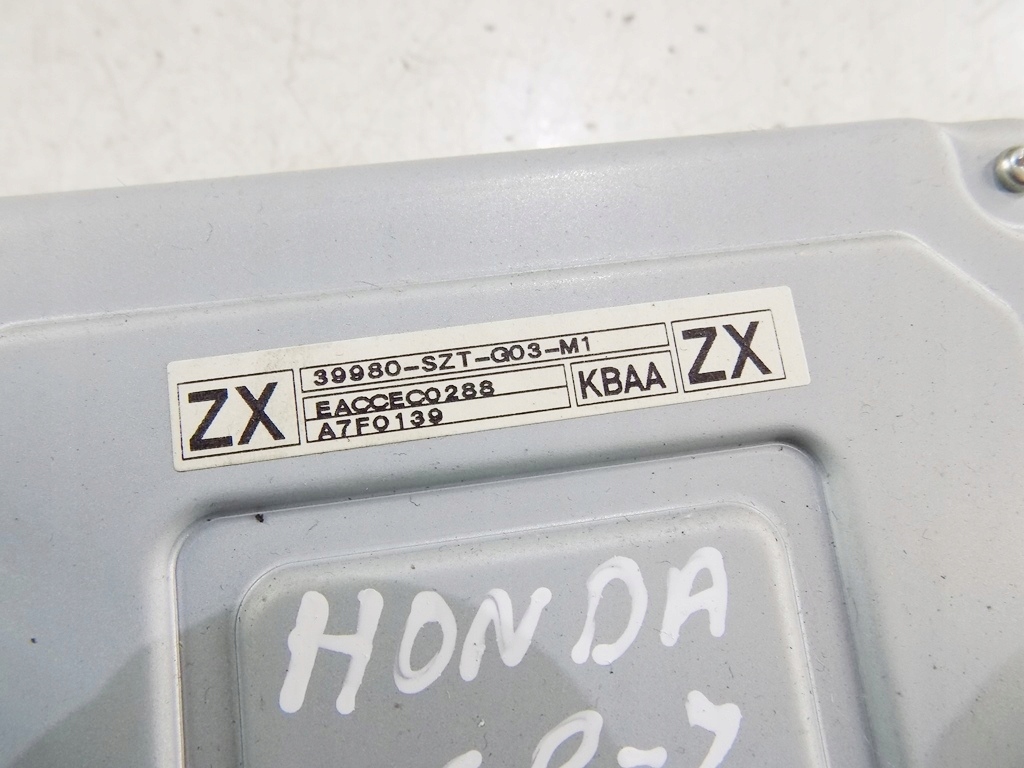 ZX
39980-SZT-G03-M1
EACCEC0288
A7F0139
KBAA
ZX
HONDA